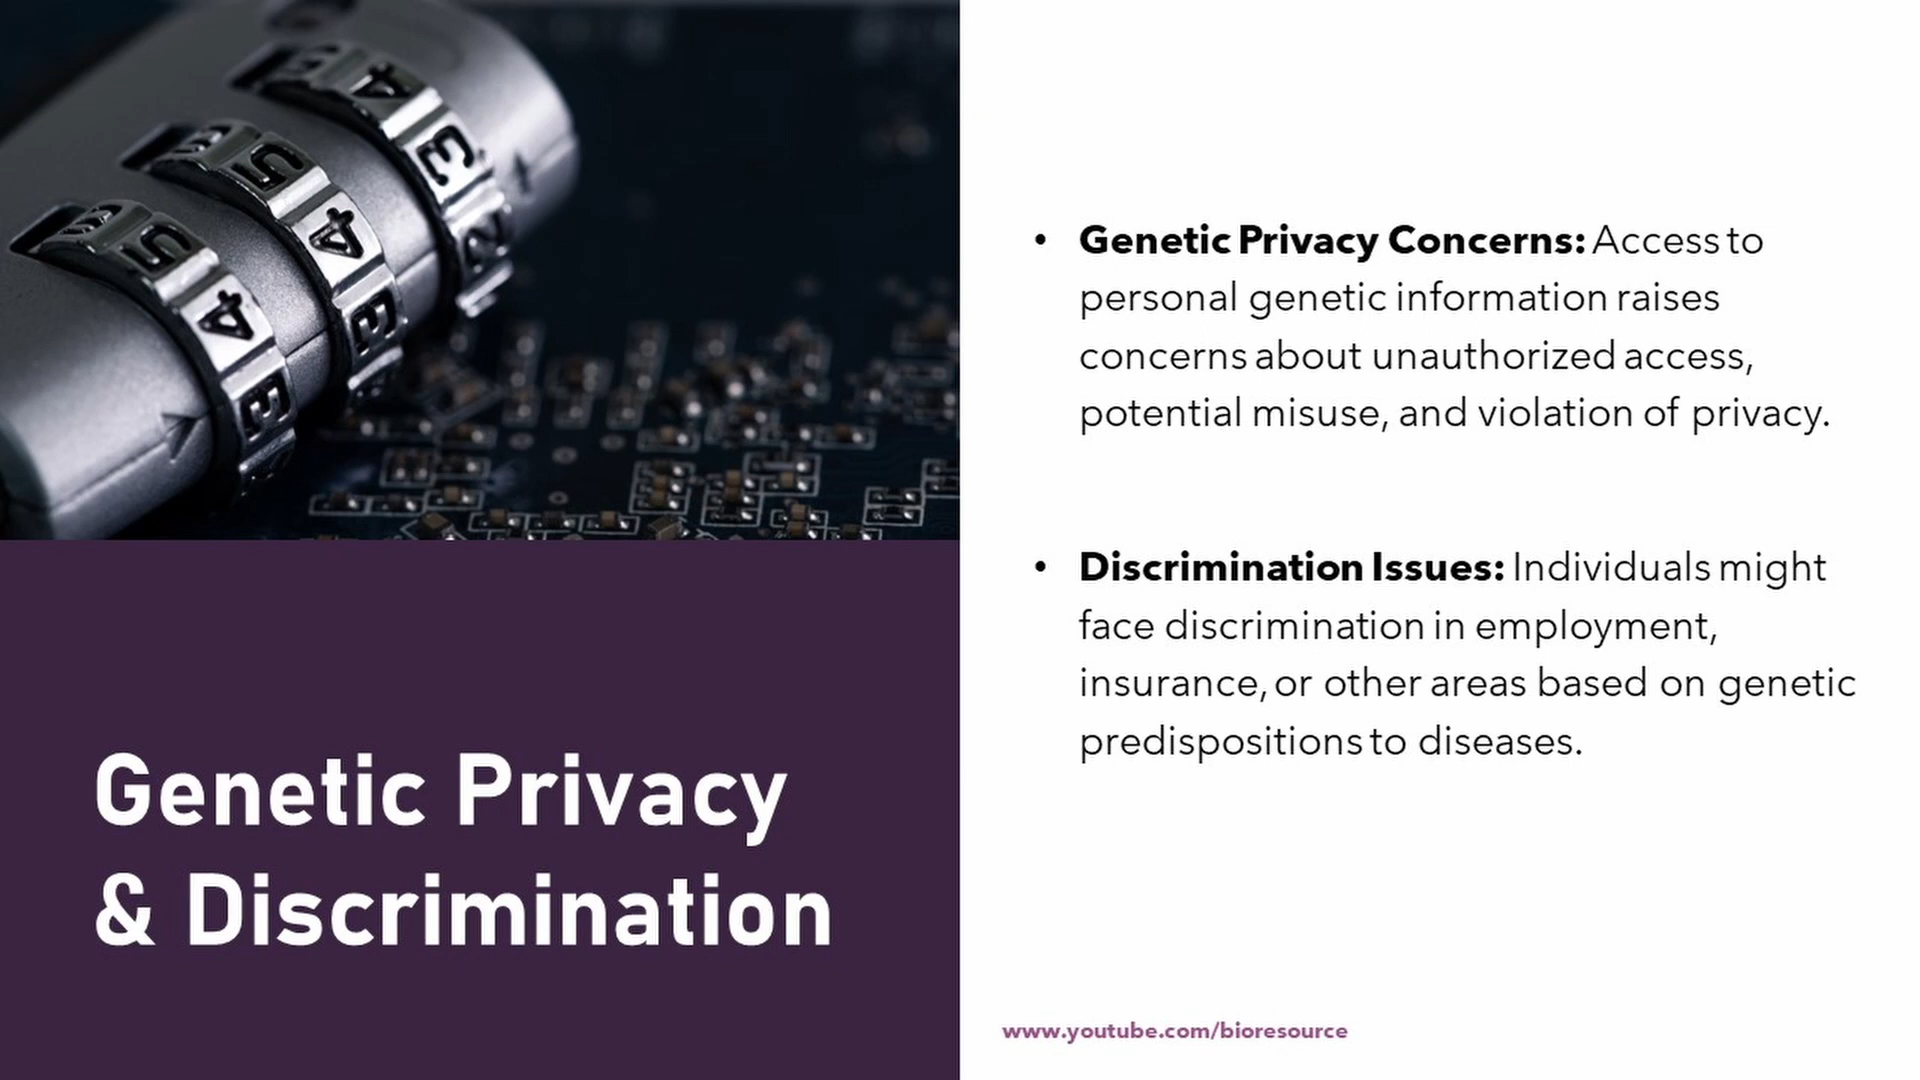 Genetic Privacy Concerns: Access to
personal genetic information raises
concerns about unauthorized access,
potential misuse, and violation of privacy.
Discrimination Issues: Individuals might
face discrimination in employment,
insurance, or other areas based on genetic
predispositions to diseases.
Genetic Privacy
& Discrimination
www.youtube.com/bioresource